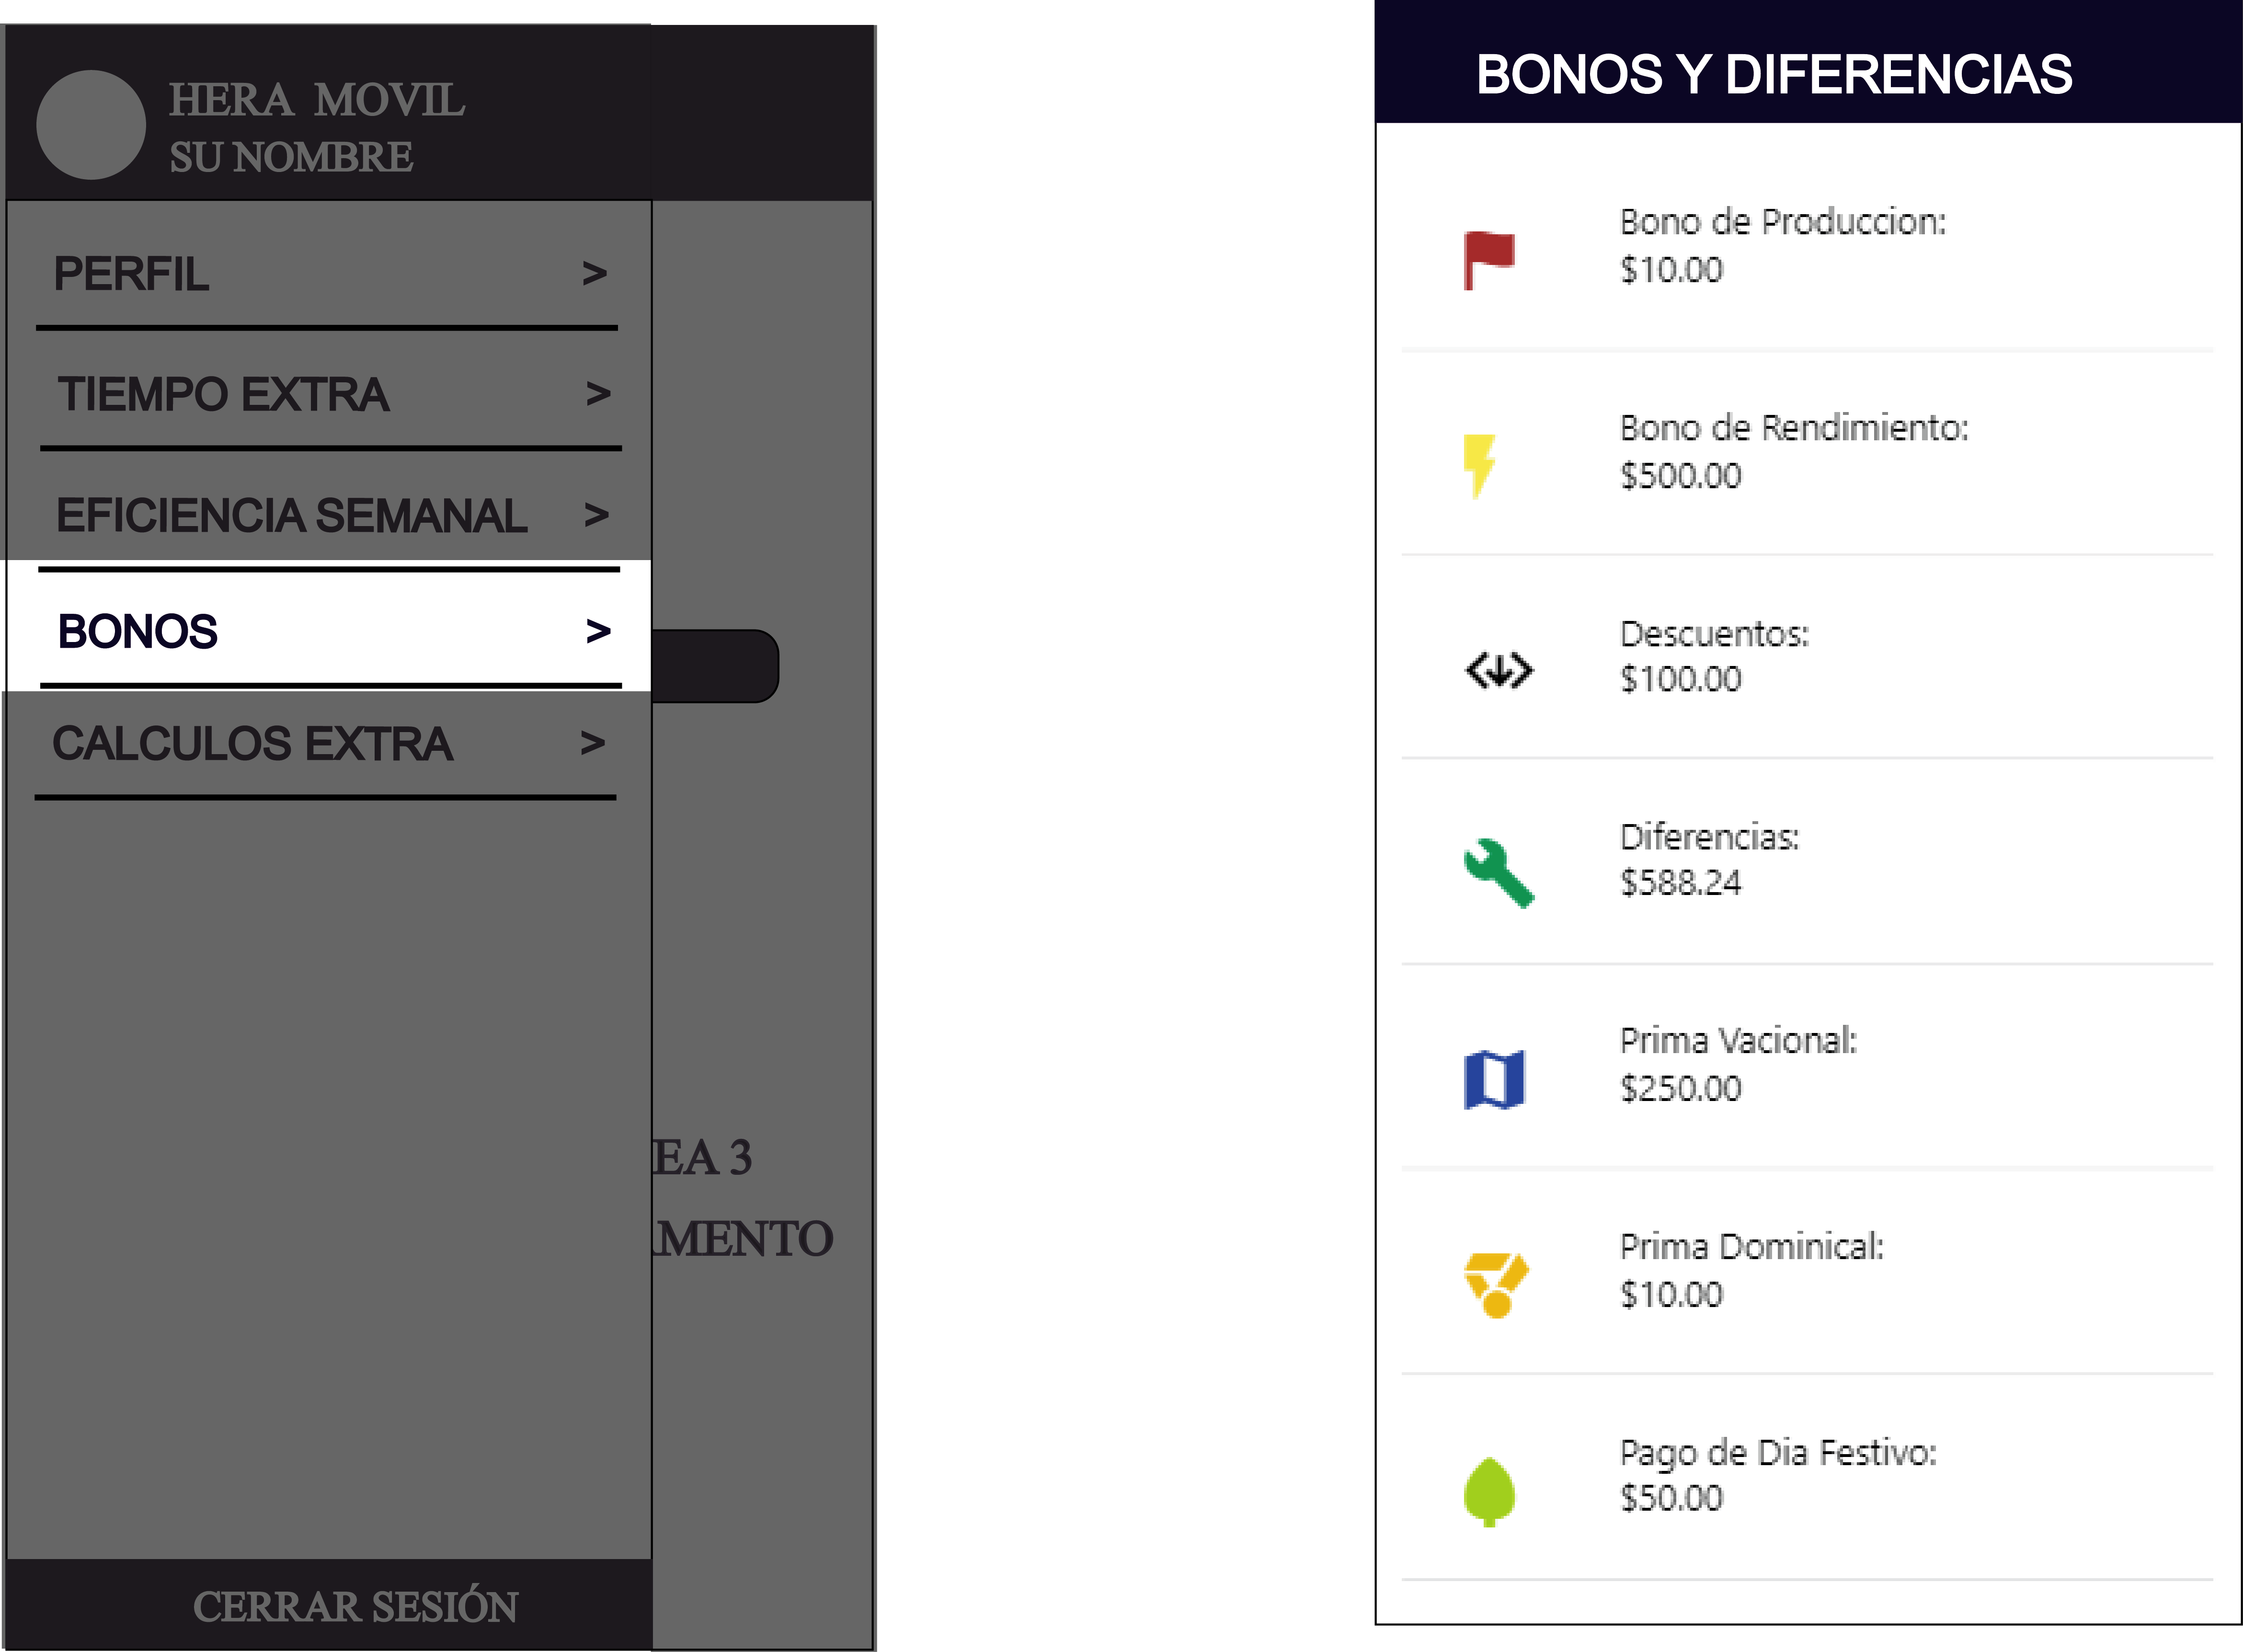 HERA MOVIL
SU NOMBRE
PERFIL >
TIEMPO EXTRA >
EFICIENCIA SEMANAL >
BONOS >
CALCULOS EXTRA >
EA 3
MENTO
CERRAR SESIÓN
BONOS Y DIFERENCIAS
Bono de Produccion:
$10.00
Bono de Rendimiento:
$500.00
Descuentos:
$100.00
Diferencias:
$588.24
Prima Vacional:
$250.00
Prima Dominical:
$10.00
Pago de Dia Festivo:
$50.00